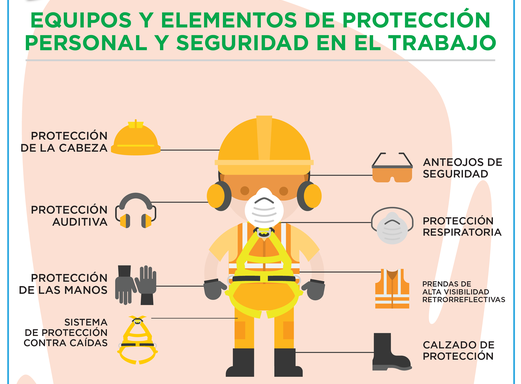 EQUIPOS Y ELEMENTOS DE PROTECCIÓN
PERSONAL Y SEGURIDAD EN EL TRABAJO
PROTECCIÓN
DE LA CABEZA
ANTEOJOS DE
SEGURIDAD
PROTECCIÓN
AUDITIVA
PROTECCIÓN
RESPIRATORIA
PROTECCIÓN
DE LAS MANOS
PRENDAS DE
ALTA VISIBILIDAD
RETRORREFLECTIVAS
SISTEMA
DE PROTECCIÓN
CONTRA CAÍDAS
CALZADO DE
PROTECCIÓN